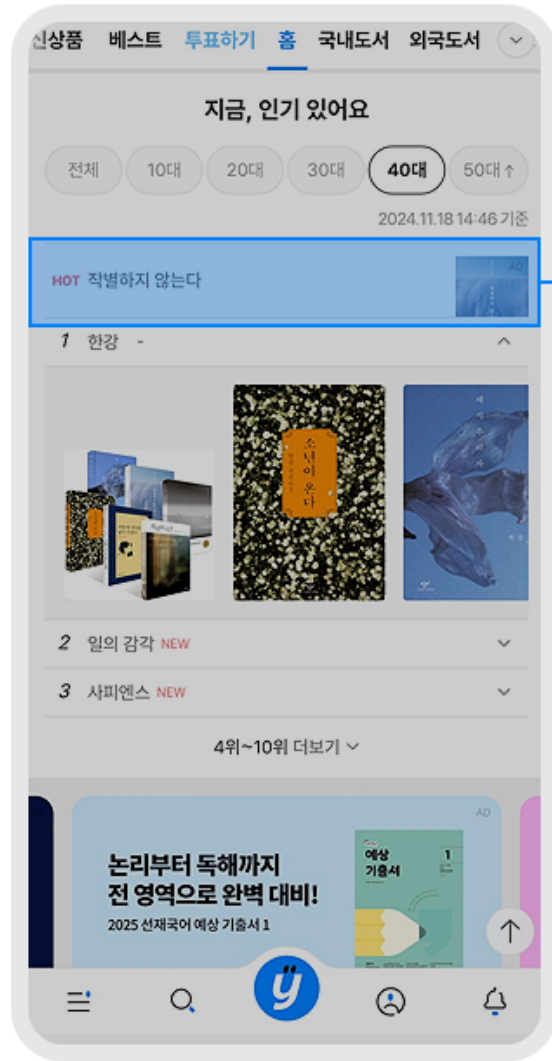 신상품 베스트 투표하기 홈 국내도서 외국도서
지금, 인기 있어요
전체 10대 20대 30대 40대 50대↑
2024.11.18 14:46 기준
HOT 작별하지 않는다 AD
1 한강 -
소년이 온다
2 일의 감각 NEW
3 사피엔스 NEW
4위~10위 더보기
AD
논리부터 독해까지
전 영역으로 완벽 대비!
2025 선재국어 예상 기출서 1
예상 1
기출서
ÿ